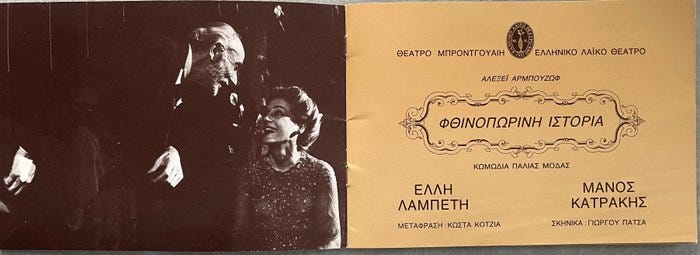 ΘΕΑΤΡΟ ΜΠΡΟΝΤΓΟΥΑΙΗ ΕΛΛΗΝΙΚΟ ΛΑΪΚΟ ΘΕΑΤΡΟ
ΑΛΕΞΕΪ ΑΡΜΠΟΥΖΩΦ
ΦΘΙΝΟΠΩΡΙΝΗ ΙΣΤΟΡΙΑ
ΚΩΜΩΔΙΑ ΠΑΛΙΑΣ ΜΟΔΑΣ
ΕΛΛΗ ΛΑΜΠΕΤΗ
ΜΑΝΟΣ ΚΑΤΡΑΚΗΣ
ΜΕΤΑΦΡΑΣΗ : ΚΩΣΤΑ ΚΟΤΖΙΑ
ΣΚΗΝΙΚΑ : ΓΙΩΡΓΟΥ ΠΑΤΣΑ